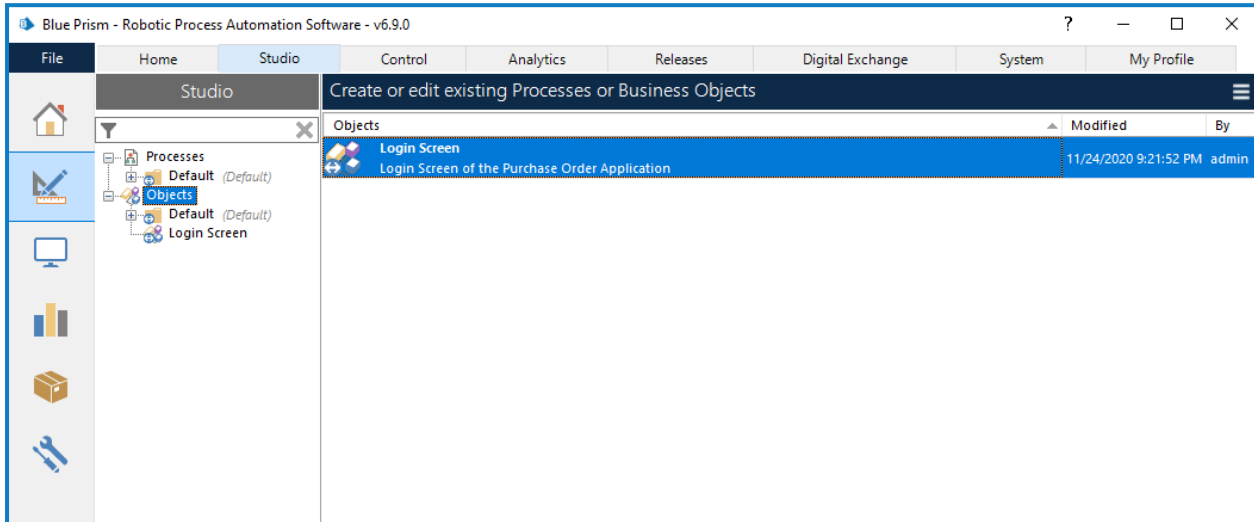 Blue Prism - Robotic Process Automation Software - v6.9.0 ?
File Home Studio Control Analytics Releases Digital Exchange System My Profile
Studio
Create or edit existing Processes or Business Objects
Objects Modified By
Login Screen
Login Screen of the Purchase Order Application
11/24/2020 9:21:52 PM admin
Processes
Default (Default)
Objects
Default (Default)
Login Screen